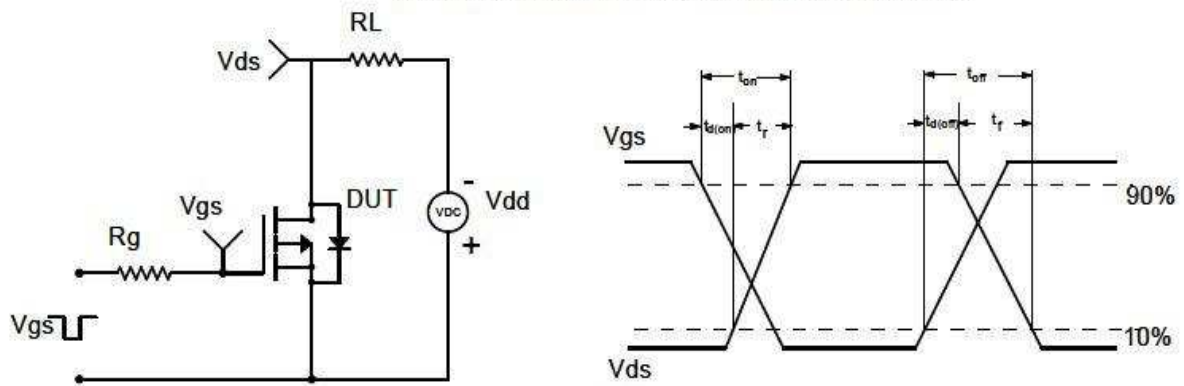 RL
Vds
DUT
Vgs
Rg
-
VDC
Vdd
+
Vgs
ton
toff
td(on)
tr
td(off)
tf
Vgs
90%
10%
Vds